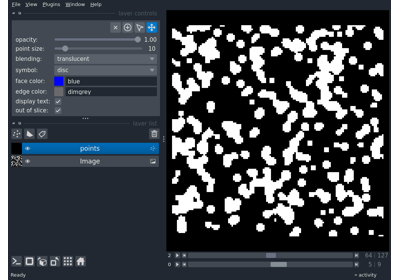 File View Plugins Window Help
layer controls
opacity: 1.00
point size: 10
blending: translucent
symbol: disc
face color: blue
edge color: dimgrey
display text:
out of slice:
layer list
points
Image
2 64 127
0 5 9
Ready activity